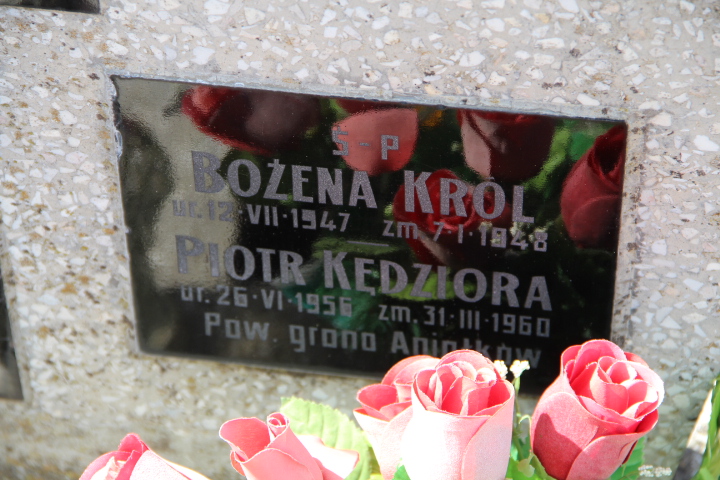 Ś-P
BOŻENA KRÓL
ur. 12·VII·1947 zm. 7·I·1948
PIOTR KĘDZIORA
ur. 26·VI·1956 zm. 31·III·1960
Pow. grono Aniołków